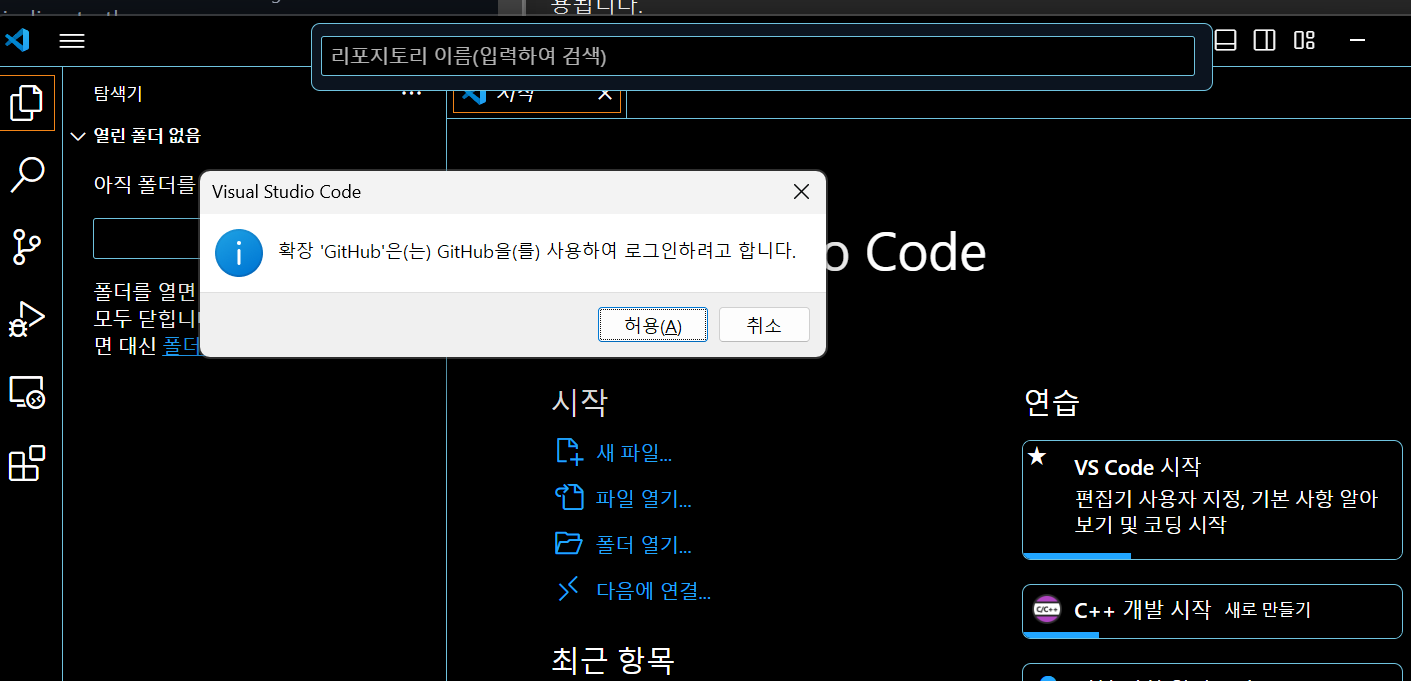 용됩니다.
리포지토리 이름(입력하여 검색)
탐색기
시작
열린 폴더 없음
아직 폴더를
Visual Studio Code
확장 'GitHub'은(는) GitHub을(를) 사용하여 로그인하려고 합니다.
허용(A)
취소
o Code
폴더를 열면
모두 닫힙니
면 대신 폴더
시작
새 파일...
파일 열기...
폴더 열기...
다음에 연결...
최근 항목
연습
VS Code 시작
편집기 사용자 지정, 기본 사항 알아
보기 및 코딩 시작
C/C++
C++ 개발 시작 새로 만들기